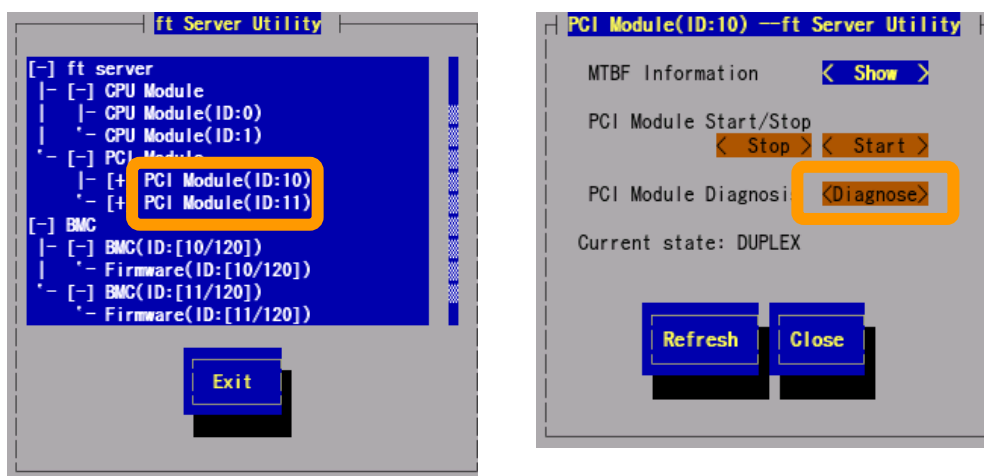 ft Server Utility
[-] ft server
|- [-] CPU Module
| |- CPU Module(ID:0)
| '- CPU Module(ID:1)
'- [-] PCI Module
|- [+ PCI Module(ID:10)
'- [+ PCI Module(ID:11)
[-] BMC
|- [-] BMC(ID:[10/120])
| '- Firmware(ID:[10/120])
'- [-] BMC(ID:[11/120])
'- Firmware(ID:[11/120])
Exit
PCI Module(ID:10) --ft Server Utility
MTBF Information < Show >
PCI Module Start/Stop
< Stop > < Start >
PCI Module Diagnosi <Diagnose>
Current state: DUPLEX
Refresh Close